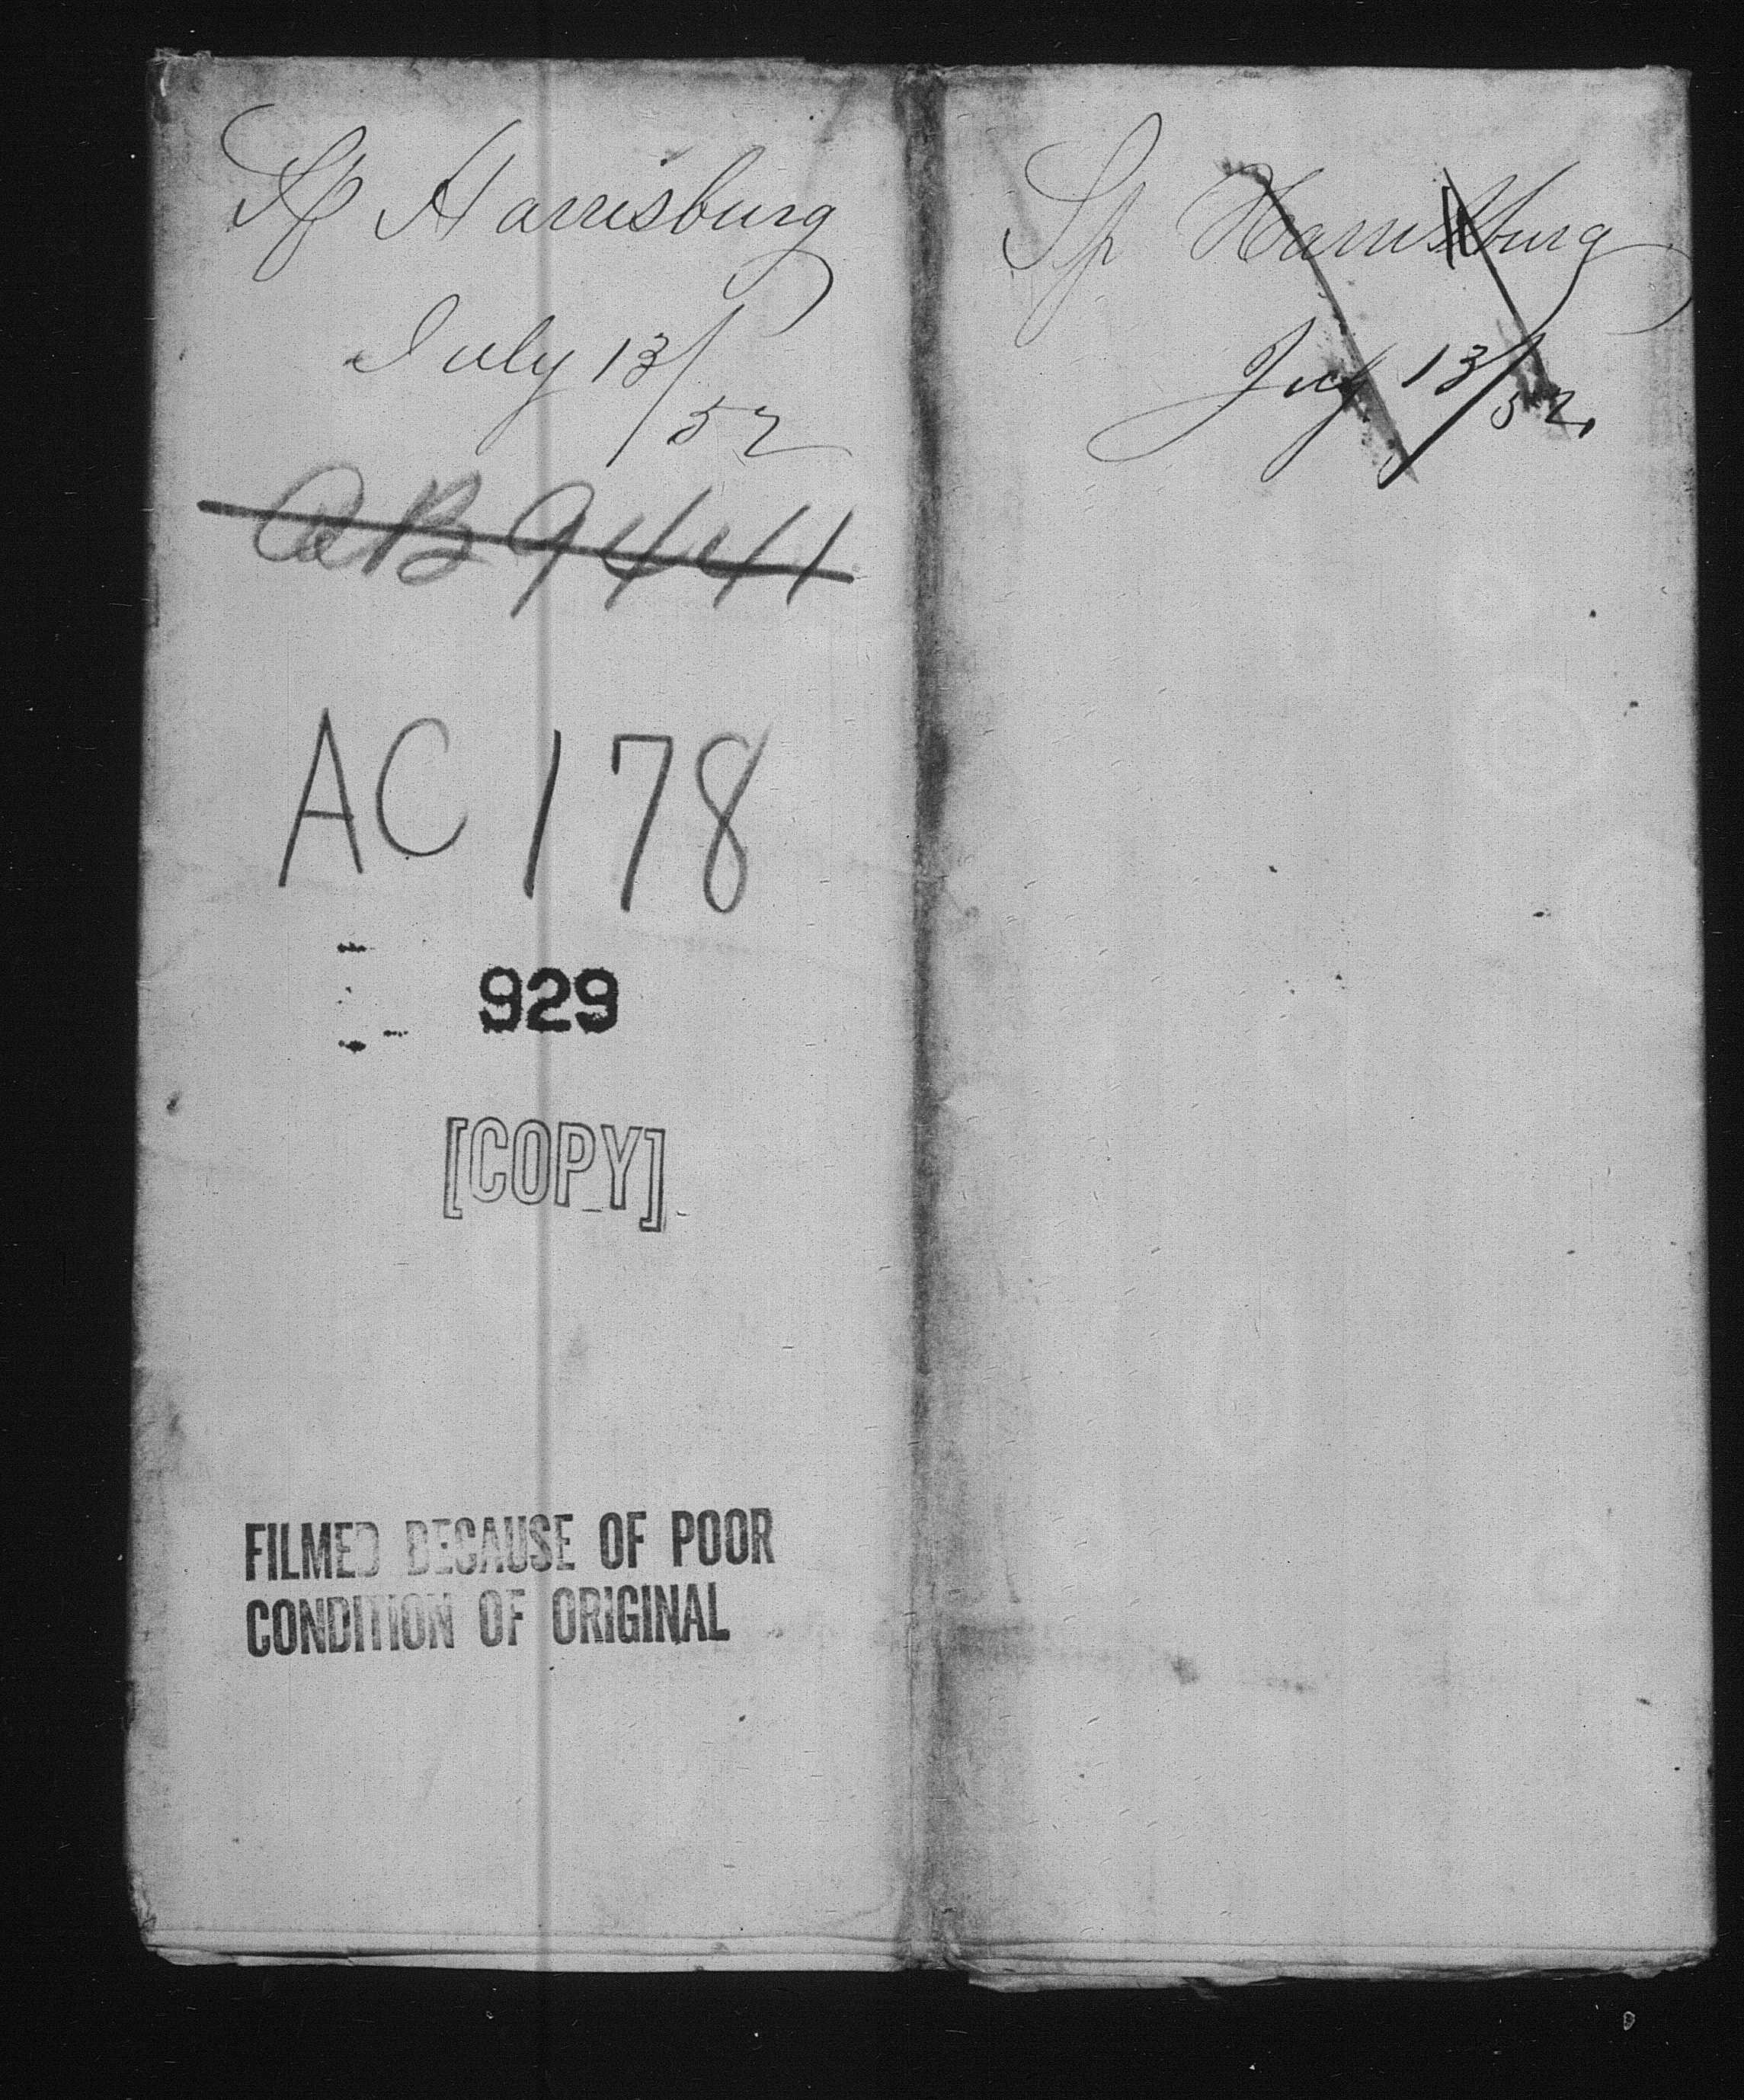 Sp Harrisburg
July 13/52
AB 9441
AC 178
929
[COPY]
FILMED BECAUSE OF POOR
CONDITION OF ORIGINAL
Sp Harrisburg
July 13/52.